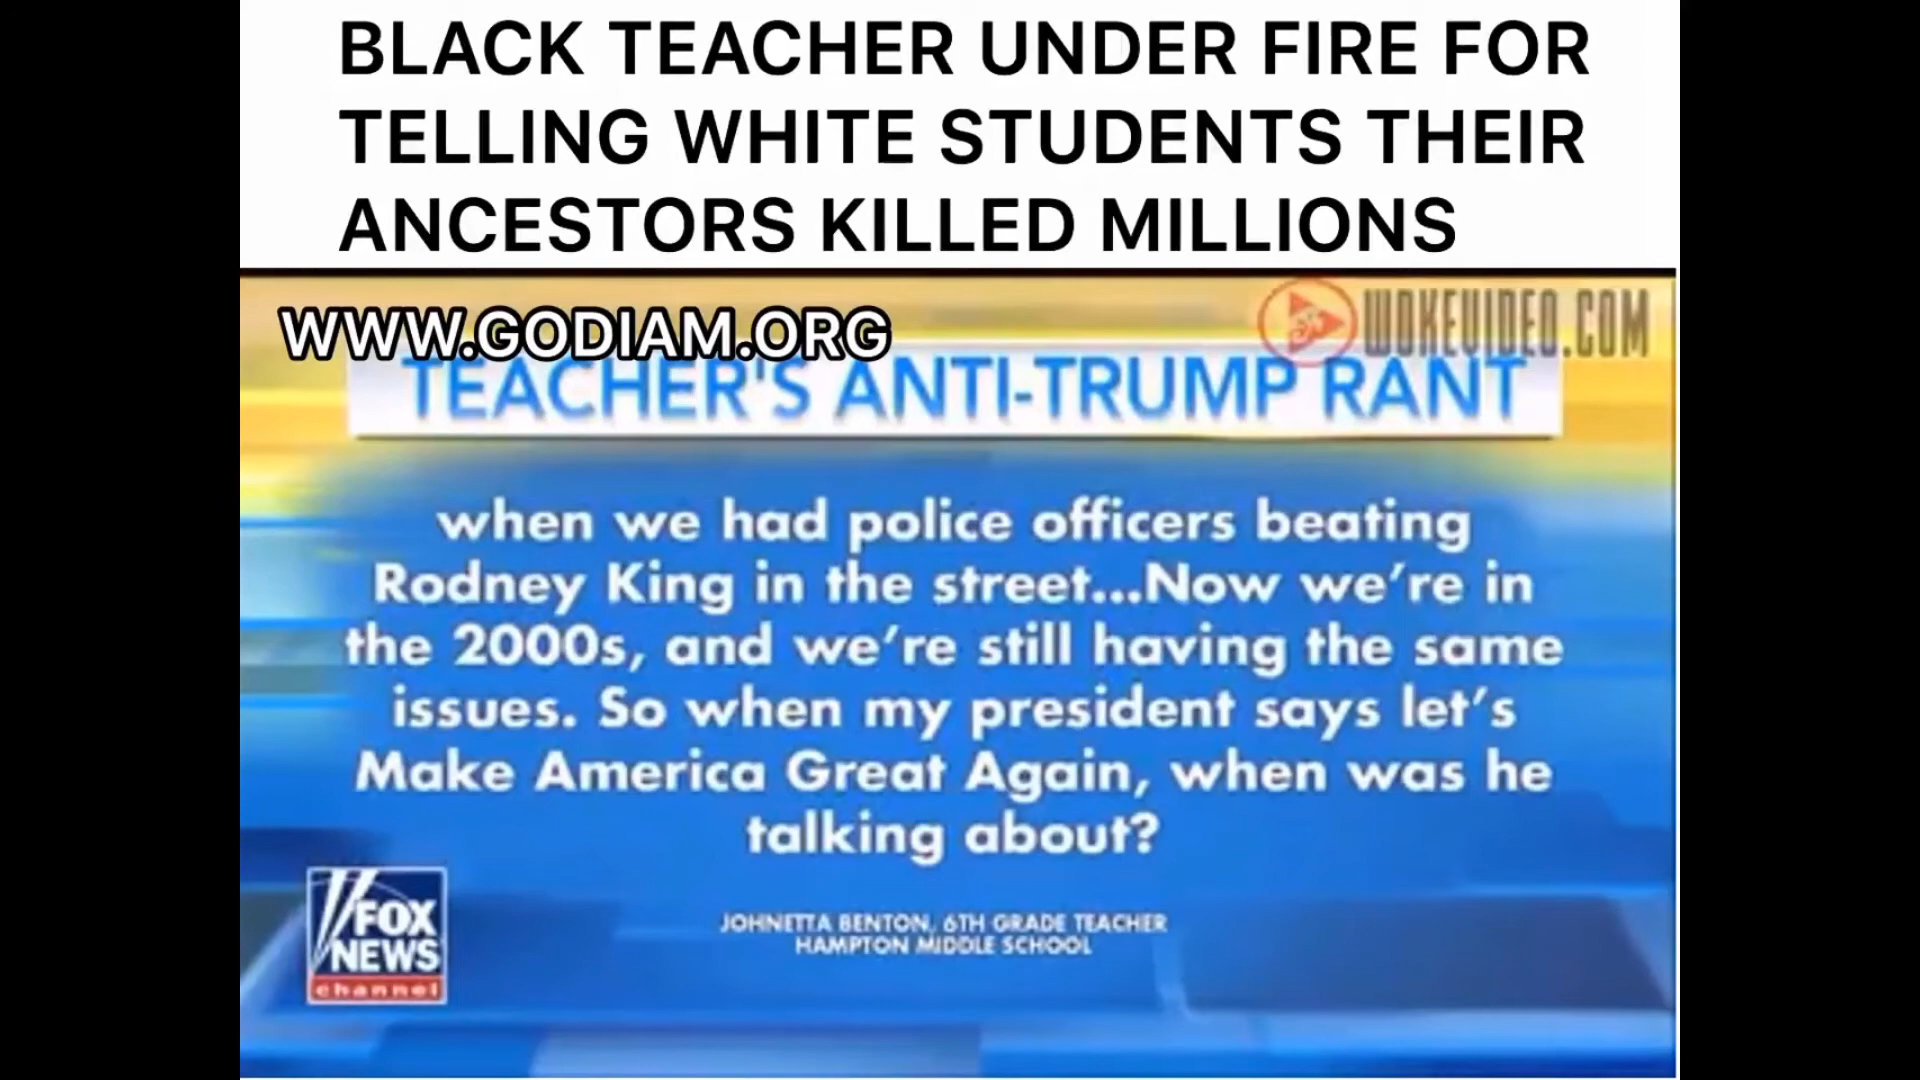 BLACK TEACHER UNDER FIRE FOR
TELLING WHITE STUDENTS THEIR
ANCESTORS KILLED MILLIONS
WWW.GODIAM.ORG
WOKEVIDEO.COM
TEACHER'S ANTI-TRUMP RANT
when we had police officers beating
Rodney King in the street...Now we're in
the 2000s, and we're still having the same
issues. So when my president says let's
Make America Great Again, when was he
talking about?
JOHNETTA BENTON, 6TH GRADE TEACHER
HAMPTON MIDDLE SCHOOL
FOX
NEWS
channel